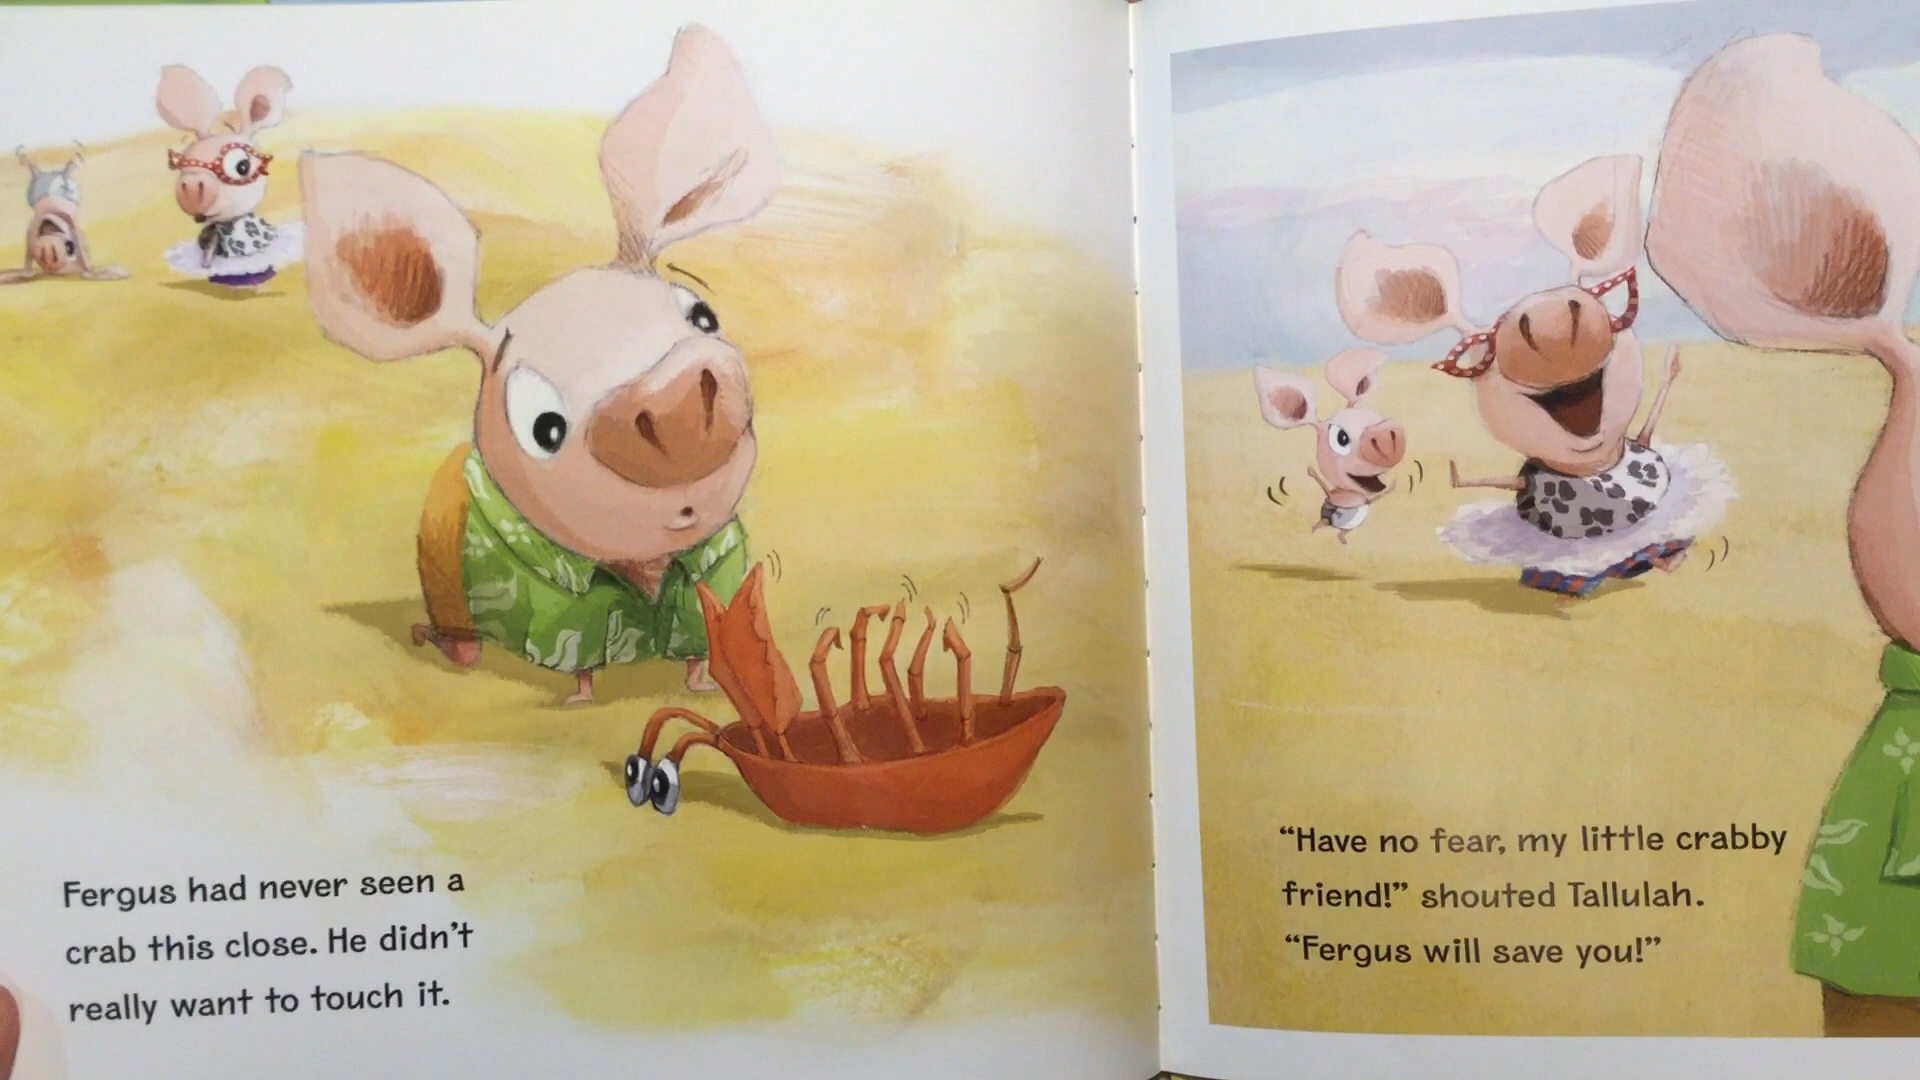 Fergus had never seen a
crab this close. He didn't
really want to touch it.
“Have no fear, my little crabby
friend!” shouted Tallulah.
“Fergus will save you!”